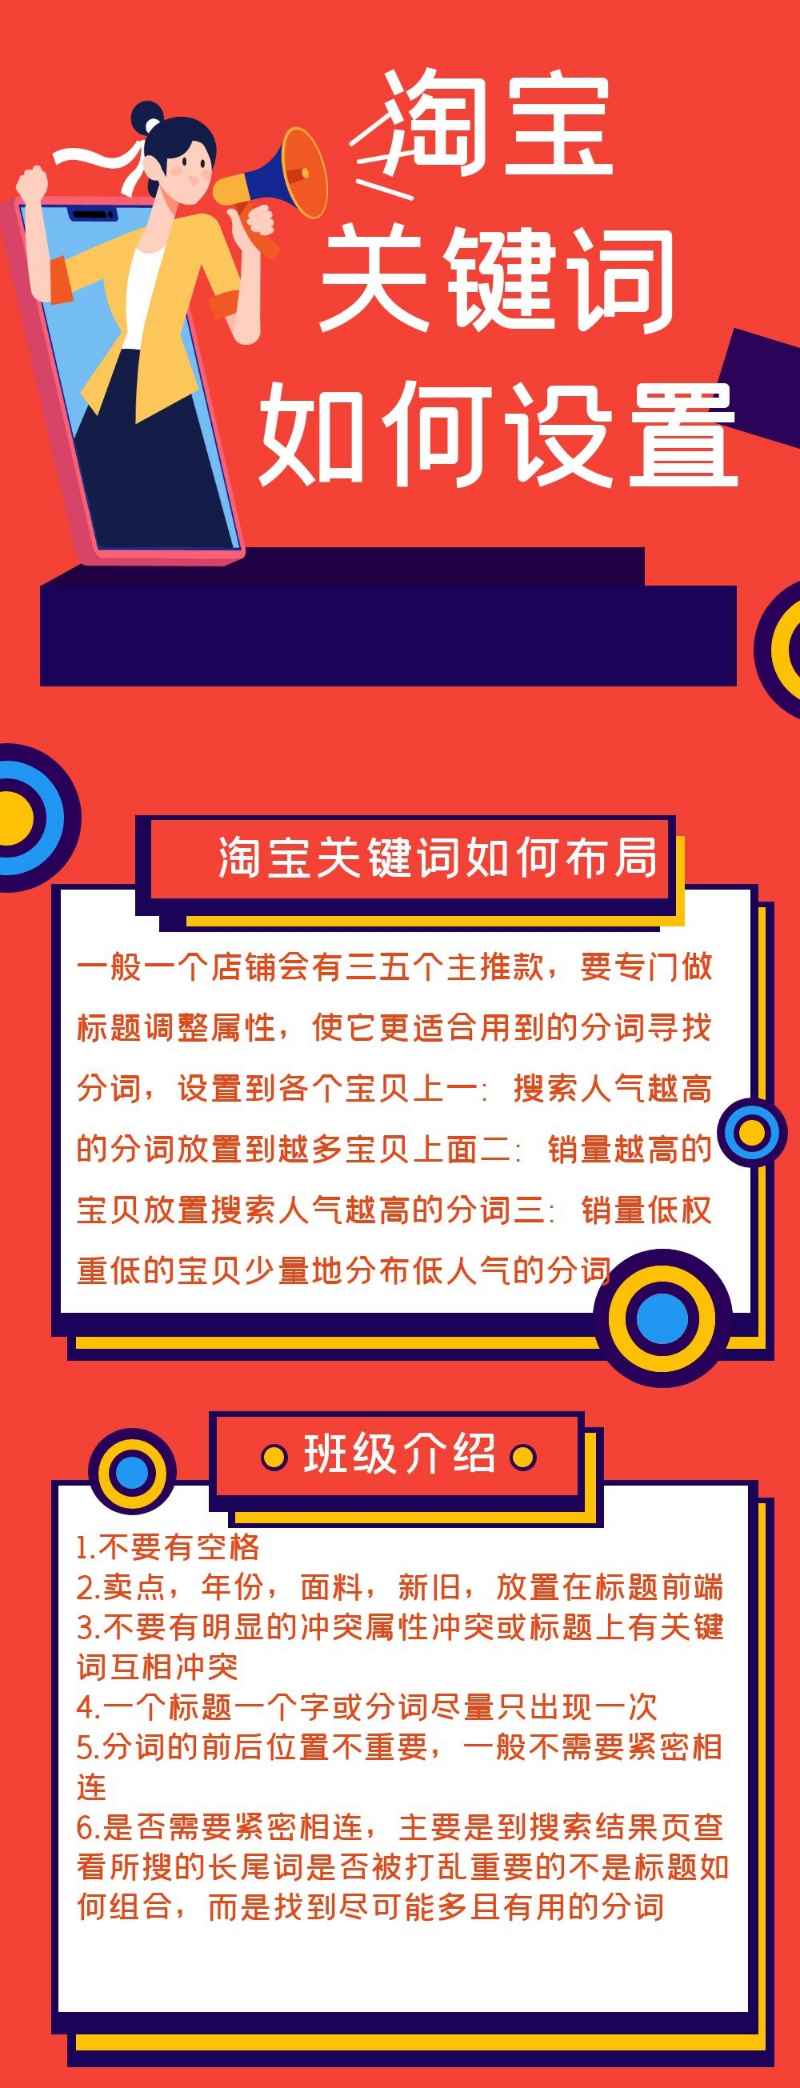 淘宝
关键词
如何设置
淘宝关键词如何布局
一般一个店铺会有三五个主推款，要专门做
标题调整属性，使它更适合用到的分词寻找
分词，设置到各个宝贝上一：搜索人气越高
的分词放置到越多宝贝上面二：销量越高的
宝贝放置搜索人气越高的分词三：销量低权
重低的宝贝少量地分布低人气的分词
班级介绍
1.不要有空格
2.卖点，年份，面料，新旧，放置在标题前端
3.不要有明显的冲突属性冲突或标题上有关键
词互相冲突
4.一个标题一个字或分词尽量只出现一次
5.分词的前后位置不重要，一般不需要紧密相
连
6.是否需要紧密相连，主要是到搜索结果页查
看所搜的长尾词是否被打乱重要的不是标题如
何组合，而是找到尽可能多且有用的分词